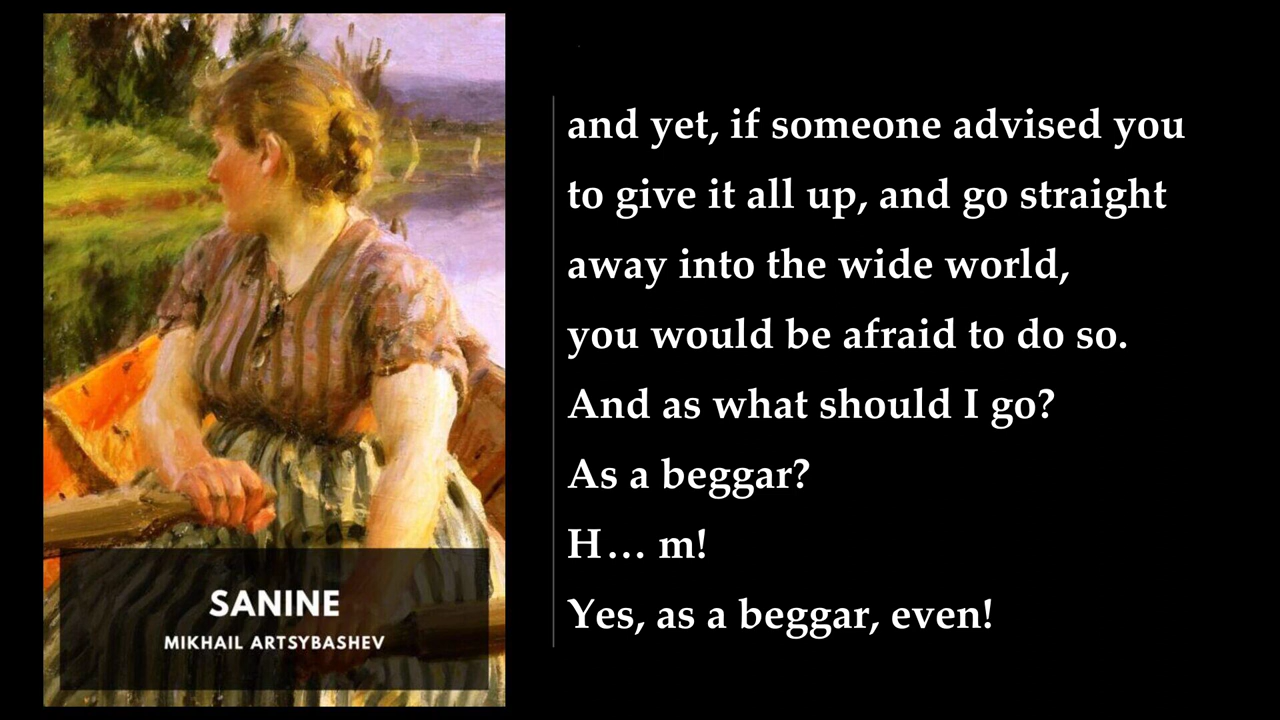 SANINE
MIKHAIL ARTSYBASHEV
and yet, if someone advised you
to give it all up, and go straight
away into the wide world,
you would be afraid to do so.
And as what should I go?
As a beggar?
H… m!
Yes, as a beggar, even!